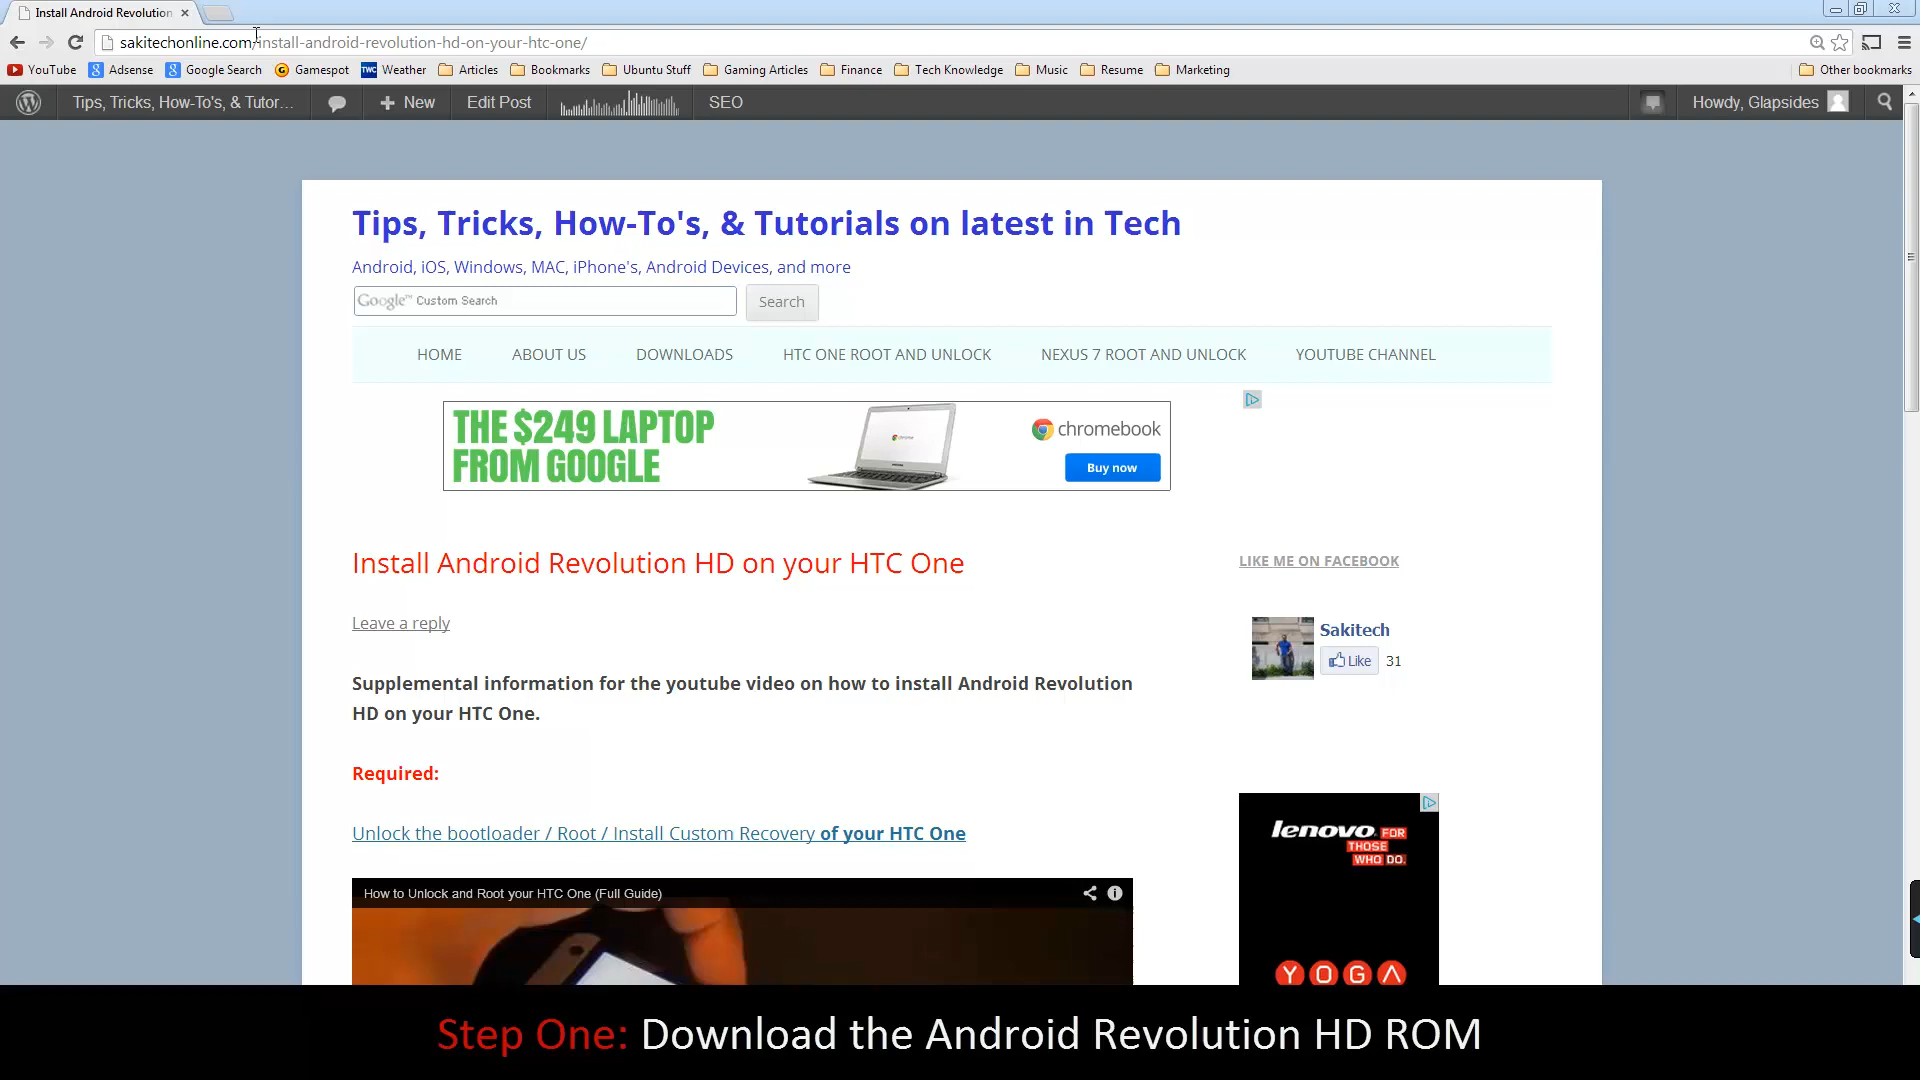 Install Android Revolution
sakitechonline.com/install-android-revolution-hd-on-your-htc-one/
YouTube Adsense Google Search Gamespot TWC Weather Articles Bookmarks Ubuntu Stuff Gaming Articles Finance Tech Knowledge Music Resume Marketing Other bookmarks
Tips, Tricks, How-To's, & Tutor... New Edit Post SEO Howdy, Glapsides
Tips, Tricks, How-To's, & Tutorials on latest in Tech
Android, iOS, Windows, MAC, iPhone's, Android Devices, and more
Google™ Custom Search Search
HOME ABOUT US DOWNLOADS HTC ONE ROOT AND UNLOCK NEXUS 7 ROOT AND UNLOCK YOUTUBE CHANNEL
THE $249 LAPTOP
FROM GOOGLE
chrome
chromebook
Buy now
Install Android Revolution HD on your HTC One
Leave a reply
Supplemental information for the youtube video on how to install Android Revolution
HD on your HTC One.
Required:
Unlock the bootloader / Root / Install Custom Recovery of your HTC One
How to Unlock and Root your HTC One (Full Guide)
LIKE ME ON FACEBOOK
Sakitech
Like 31
lenovo FOR
THOSE
WHO DO.
YOGA
Step One: Download the Android Revolution HD ROM